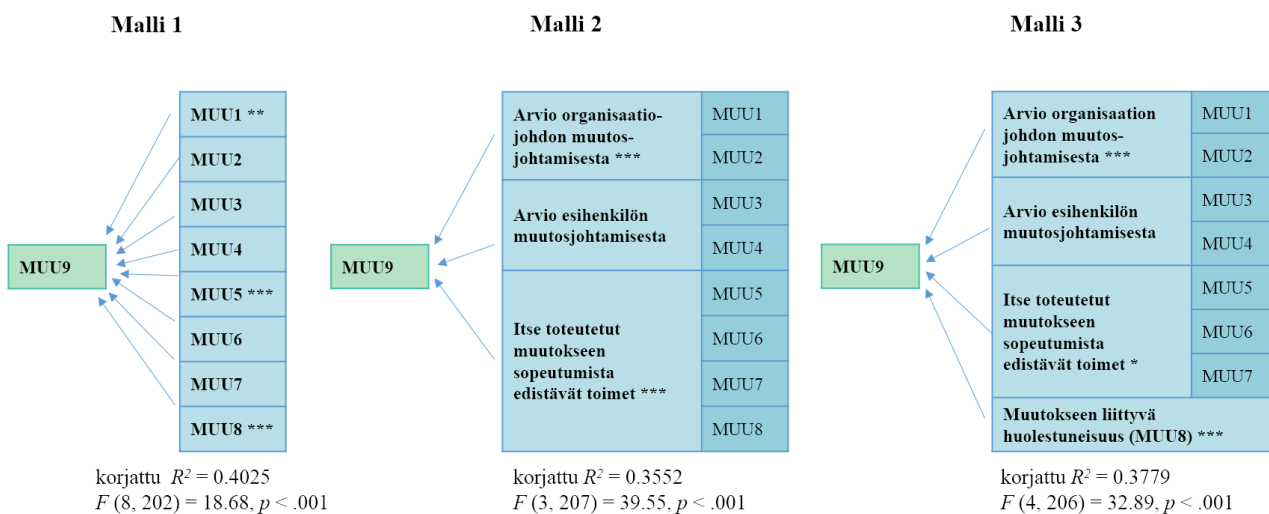 Malli 1
MUU9
MUU1 **
MUU2
MUU3
MUU4
MUU5 ***
MUU6
MUU7
MUU8 ***
korjattu R² = 0.4025
F (8, 202) = 18.68, p < .001
Malli 2
MUU9
Arvio organisaatio-
johdon muutos-
johtamisesta ***
MUU1
MUU2
Arvio esihenkilön
muutosjohtamisesta
MUU3
MUU4
Itse toteutetut
muutokseen
sopeutumista
edistävät toimet ***
MUU5
MUU6
MUU7
MUU8
korjattu R² = 0.3552
F (3, 207) = 39.55, p < .001
Malli 3
MUU9
Arvio organisaation
johdon muutos-
johtamisesta ***
MUU1
MUU2
Arvio esihenkilön
muutosjohtamisesta
MUU3
MUU4
Itse toteutetut
muutokseen
sopeutumista
edistävät toimet *
MUU5
MUU6
MUU7
Muutokseen liittyvä
huolestuneisuus (MUU8) ***
korjattu R² = 0.3779
F (4, 206) = 32.89, p < .001